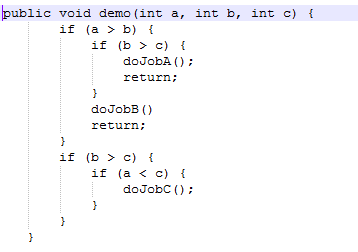 public void demo(int a, int b, int c) {
        if (a > b) {
            if (b > c) {
                doJobA();
                return;
            }
            doJobB()
            return;
        }
        if (b > c) {
            if (a < c) {
                doJobC();
            }
        }
    }